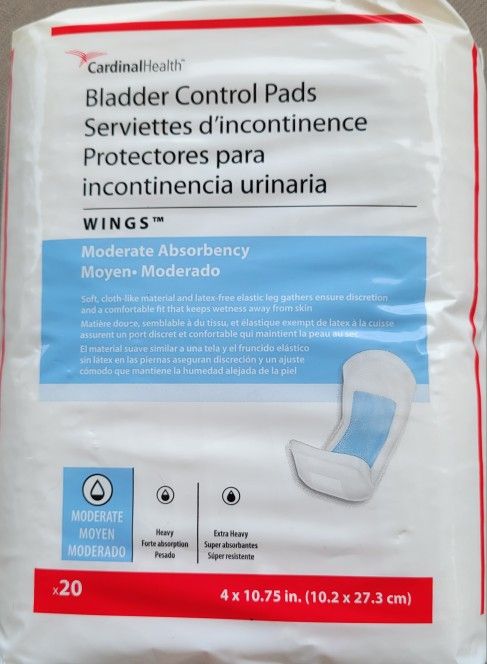 CardinalHealth™
Bladder Control Pads
Serviettes d'incontinence
Protectores para
incontinencia urinaria
WINGS™
Moderate Absorbency
Moyen• Moderado
Soft, cloth-like material and latex-free elastic leg gathers ensure discretion
and a comfortable fit that keeps wetness away from skin
Matière douce, semblable à du tissu, et élastique exempt de latex à la cuisse
assurent un port discret et confortable qui maintient la peau au sec
El material suave similar a una tela y el fruncido elástico
sin látex en las piernas aseguran discreción y un ajuste
cómodo que mantiene la humedad alejada de la piel
MODERATE
MOYEN
MODERADO
Heavy
Forte absorption
Pesado
Extra Heavy
Super absorbantes
Súper resistente
x20
4 x 10.75 in. (10.2 x 27.3 cm)